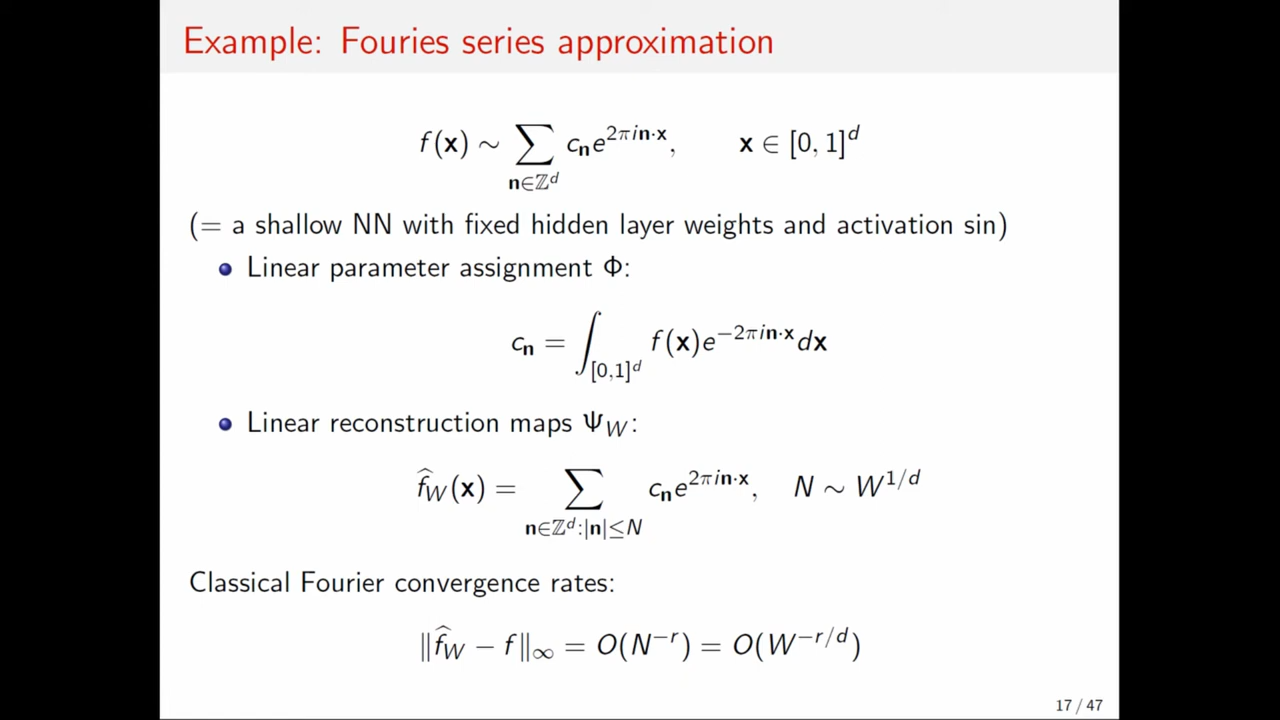 Example: Fouries series approximation
f(x) ∼ ∑_{n∈ℤ^d} c_n e^{2πin·x}, x ∈ [0, 1]^d
(= a shallow NN with fixed hidden layer weights and activation sin)
Linear parameter assignment Φ:
c_n = ∫_{[0,1]^d} f(x)e^{−2πin·x}dx
Linear reconstruction maps Ψ_W:
f̂_W(x) = ∑_{n∈ℤ^d:|n|≤N} c_n e^{2πin·x}, N ∼ W^{1/d}
Classical Fourier convergence rates:
‖f̂_W − f‖_∞ = O(N^{−r}) = O(W^{−r/d})
17 / 47